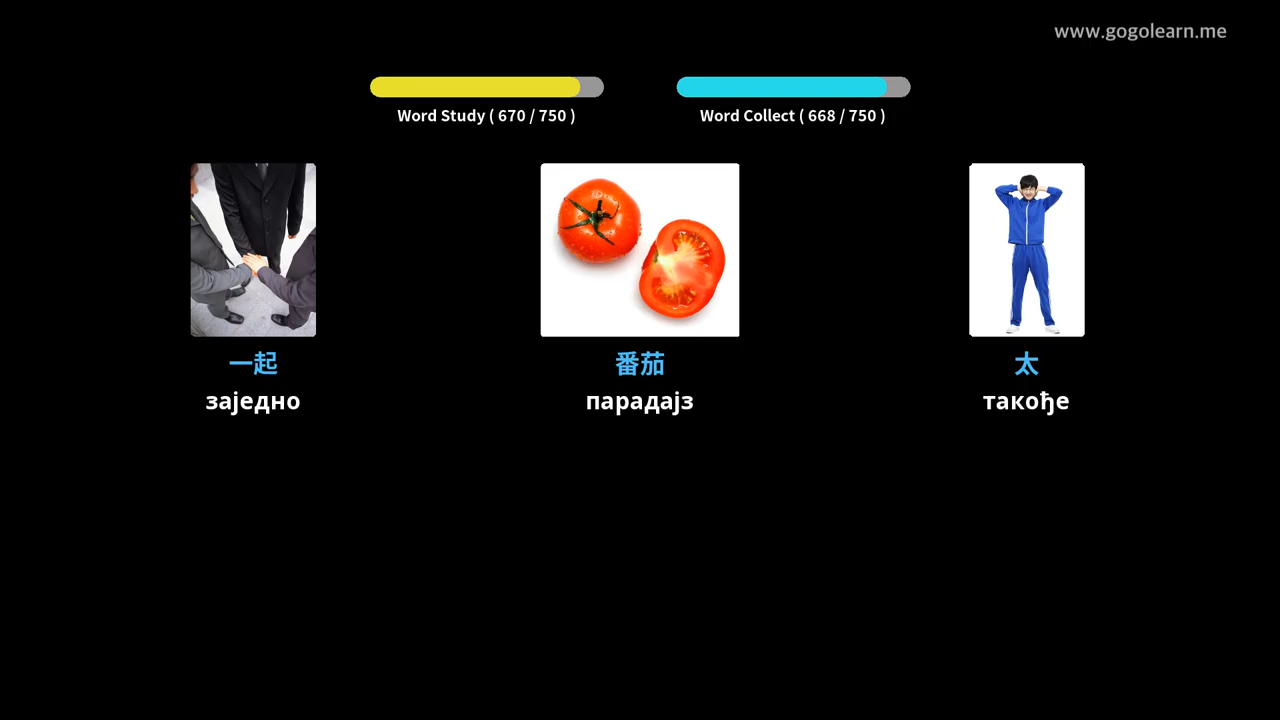 www.gogolearn.me
Word Study ( 670 / 750 )
Word Collect ( 668 / 750 )
一起
番茄
太
заједно
парадајз
такође